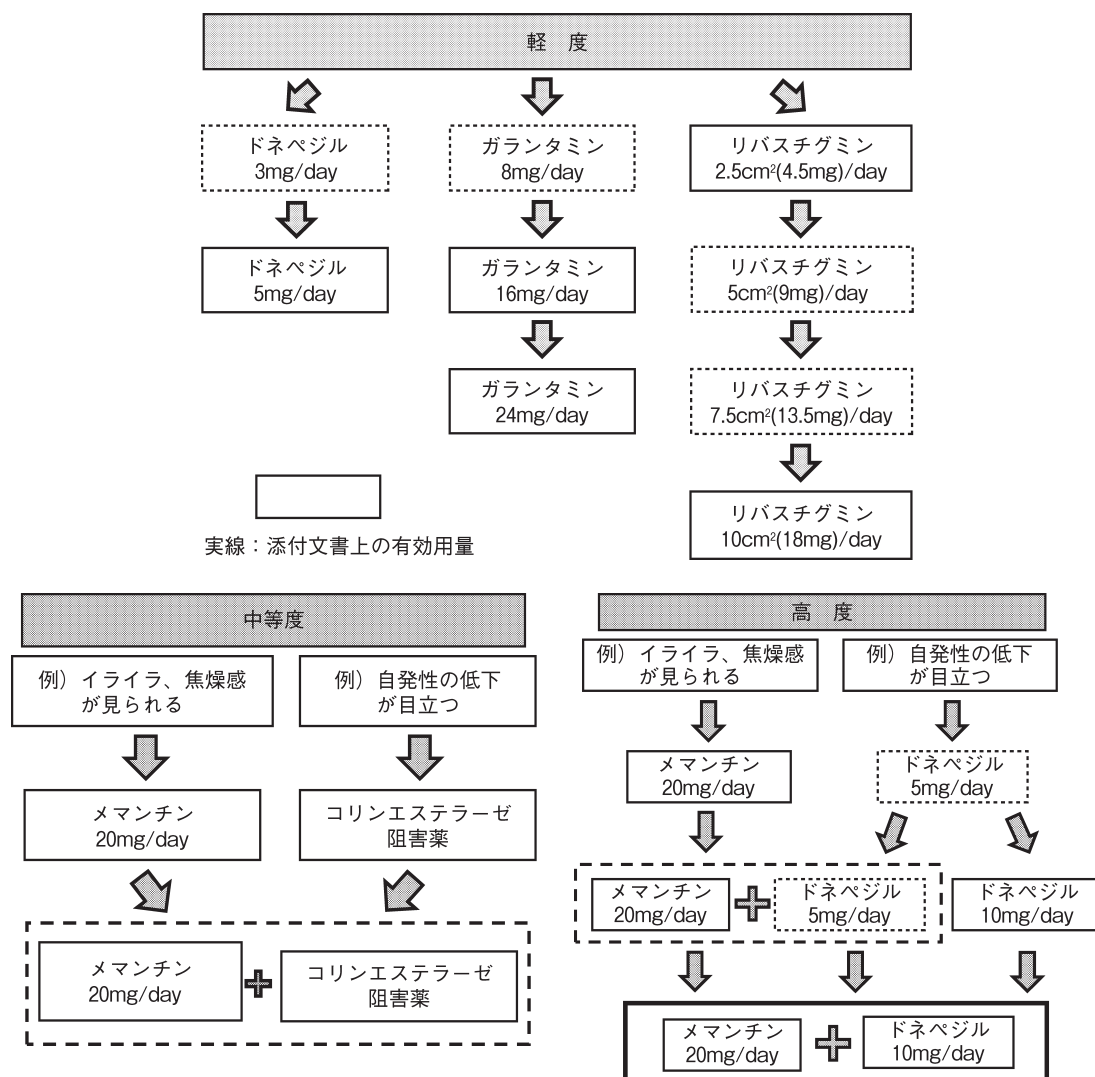 軽 度
ドネペジル
3mg/day
ドネペジル
5mg/day
ガランタミン
8mg/day
ガランタミン
16mg/day
ガランタミン
24mg/day
リバスチグミン
2.5cm²(4.5mg)/day
リバスチグミン
5cm²(9mg)/day
リバスチグミン
7.5cm²(13.5mg)/day
リバスチグミン
10cm²(18mg)/day
実線：添付文書上の有効用量
中等度
例）イライラ、焦燥感
が見られる
例）自発性の低下
が目立つ
メマンチン
20mg/day
コリンエステラーゼ
阻害薬
メマンチン
20mg/day
+
コリンエステラーゼ
阻害薬
高 度
例）イライラ、焦燥感
が見られる
例）自発性の低下
が目立つ
メマンチン
20mg/day
ドネペジル
5mg/day
メマンチン
20mg/day
+
ドネペジル
5mg/day
ドネペジル
10mg/day
メマンチン
20mg/day
+
ドネペジル
10mg/day